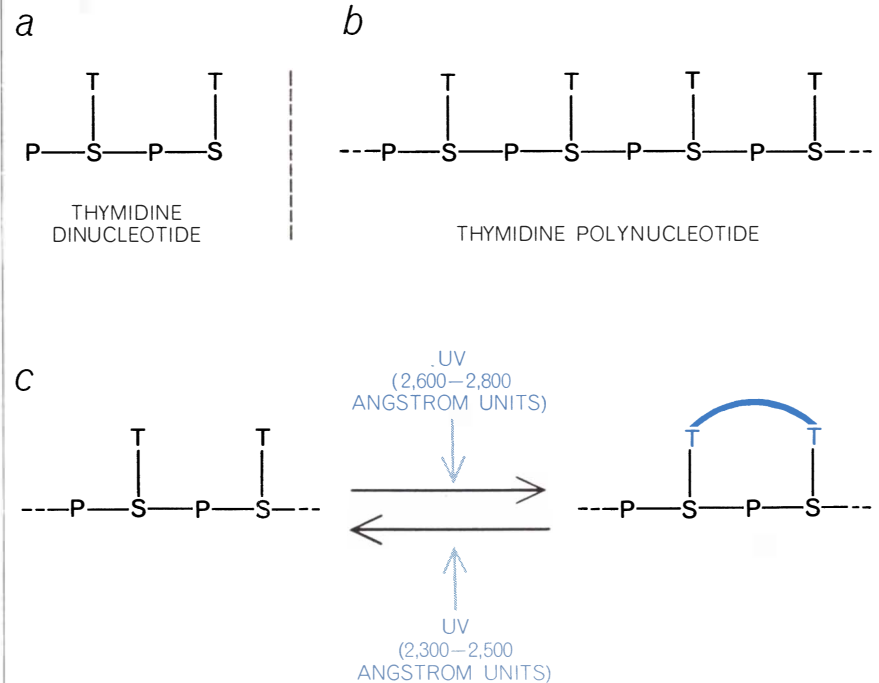 a
b
T T
P S P S
T T T T
P S P S P S P S
THYMIDINE
DINUCLEOTIDE
THYMIDINE POLYNUCLEOTIDE
c
UV
(2,600—2,800
ANGSTROM UNITS)
T T
P S P S
T T
P S P S
UV
(2,300—2,500
ANGSTROM UNITS)